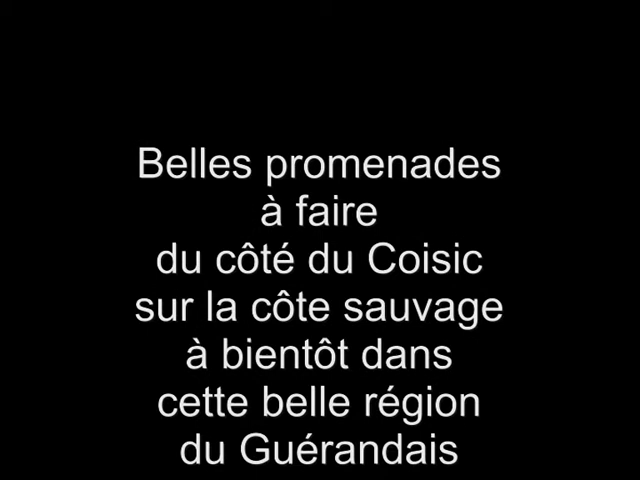 Belles promenades
à faire
du côté du Coisic
sur la côte sauvage
à bientôt dans
cette belle région
du Guérandais